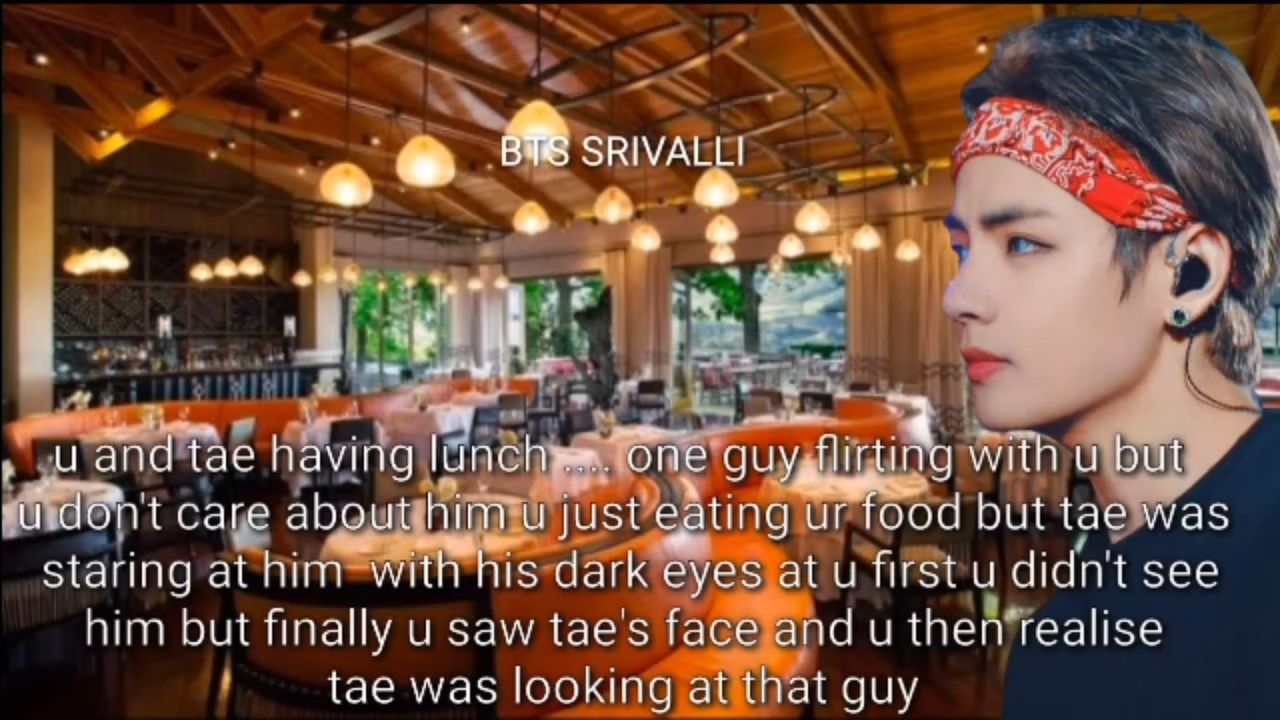 BTS SRIVALLI
u and tae having lunch .... one guy flirting with u but
u don't care about him u just eating ur food but tae was
staring at him  with his dark eyes at u first u didn't see
him but finally u saw tae's face and u then realise
tae was looking at that guy